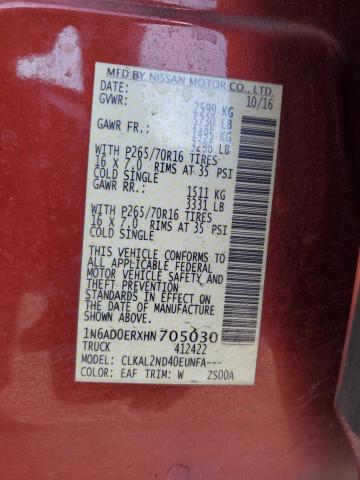 MFD BY NISSAN MOTOR CO., LTD.
DATE: 10/16
GVWR: 2599 KG
5730 LB
GAWR FR: 1495 KG
3296 LB
WITH P265/70R16 TIRES
16 X 7.0 RIMS AT 35 PSI
COLD SINGLE
GAWR RR: 1511 KG
3331 LB
WITH P265/70R16 TIRES
16 X 7.0 RIMS AT 35 PSI
COLD SINGLE
THIS VEHICLE CONFORMS TO
ALL APPLICABLE FEDERAL
MOTOR VEHICLE SAFETY AND
THEFT PREVENTION
STANDARDS IN EFFECT ON
THE DATE OF MANUFACTURE
SHOWN ABOVE.
1N6AD0ERXHN705030
TRUCK 412422
MODEL: CLKAL2ND40EUNFA---
COLOR: EAF TRIM: W ZS00A